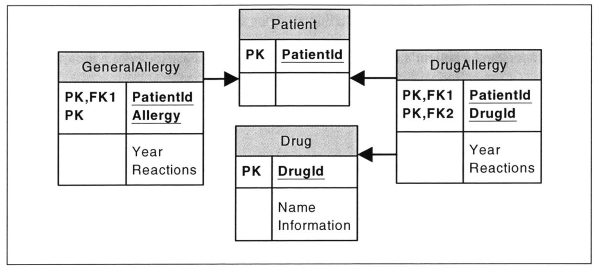 Patient
PK PatientId
GeneralAllergy
PK,FK1 PatientId
PK Allergy
Year
Reactions
DrugAllergy
PK,FK1 PatientId
PK,FK2 DrugId
Year
Reactions
Drug
PK DrugId
Name
Information